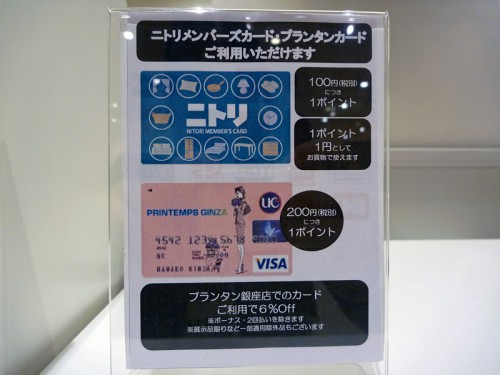 ニトリメンバーズカード・プランタンカード
ご利用いただけます
ニトリ
NITORI MEMBER'S CARD
100円(税別)
につき
1ポイント
1ポイント
1円として
お買物で使えます
PRINTEMPS GINZA
UC
4542
HANAKO GINZA
VISA
200円(税別)
につき
1ポイント
プランタン銀座店でのカード
ご利用で6%Off
※ボーナス・2回払いを除きます
※展示品限りなど一部適用除外品もございます